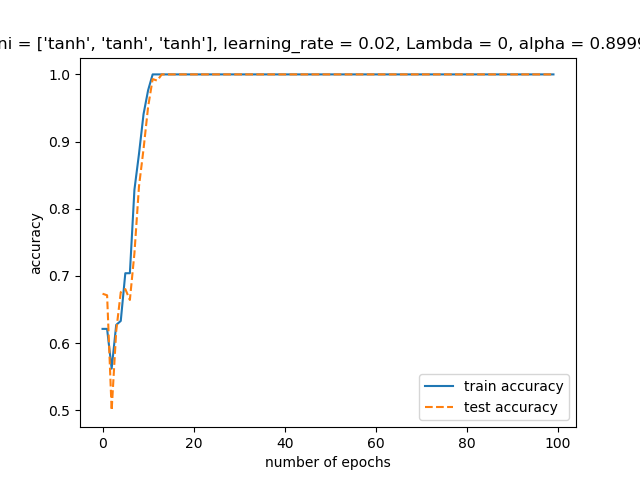 ni = ['tanh', 'tanh', 'tanh'], learning_rate = 0.02, Lambda = 0, alpha = 0.8999
1.0
0.9
0.8
0.7
0.6
0.5
accuracy
0 20 40 60 80 100
number of epochs
train accuracy
test accuracy